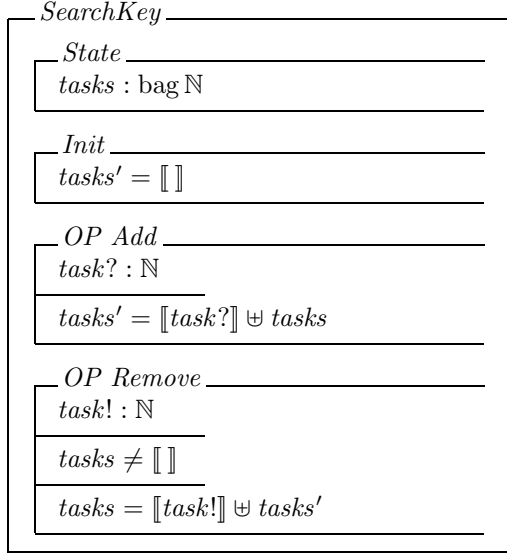 SearchKey
State
tasks : bag ℕ
Init
tasks′ = ⟦ ⟧
OP Add
task? : ℕ
tasks′ = ⟦task?⟧ ⊎ tasks
OP Remove
task! : ℕ
tasks ≠ ⟦ ⟧
tasks = ⟦task!⟧ ⊎ tasks′